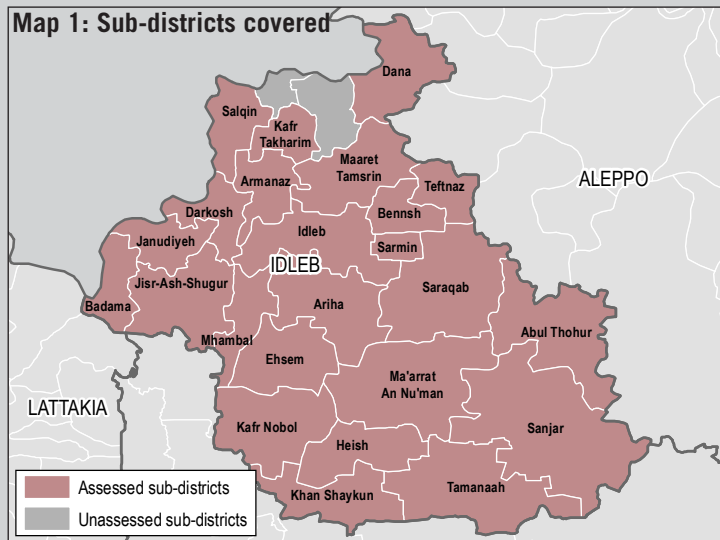 Map 1: Sub-districts covered
Dana
Salqin
Kafr
Takharim
Maaret
Tamsrin
ALEPPO
Armanaz
Teftnaz
Darkosh
Bennsh
Idleb
Janudiyeh
Sarmin
IDLEB
Jisr-Ash-Shugur
Saraqab
Badama
Ariha
Abul Thohur
Mhambal
Ehsem
Ma'arrat
An Nu'man
LATTAKIA
Kafr Nobol
Sanjar
Heish
Khan Shaykun
Tamanaah
Assessed sub-districts
Unassessed sub-districts